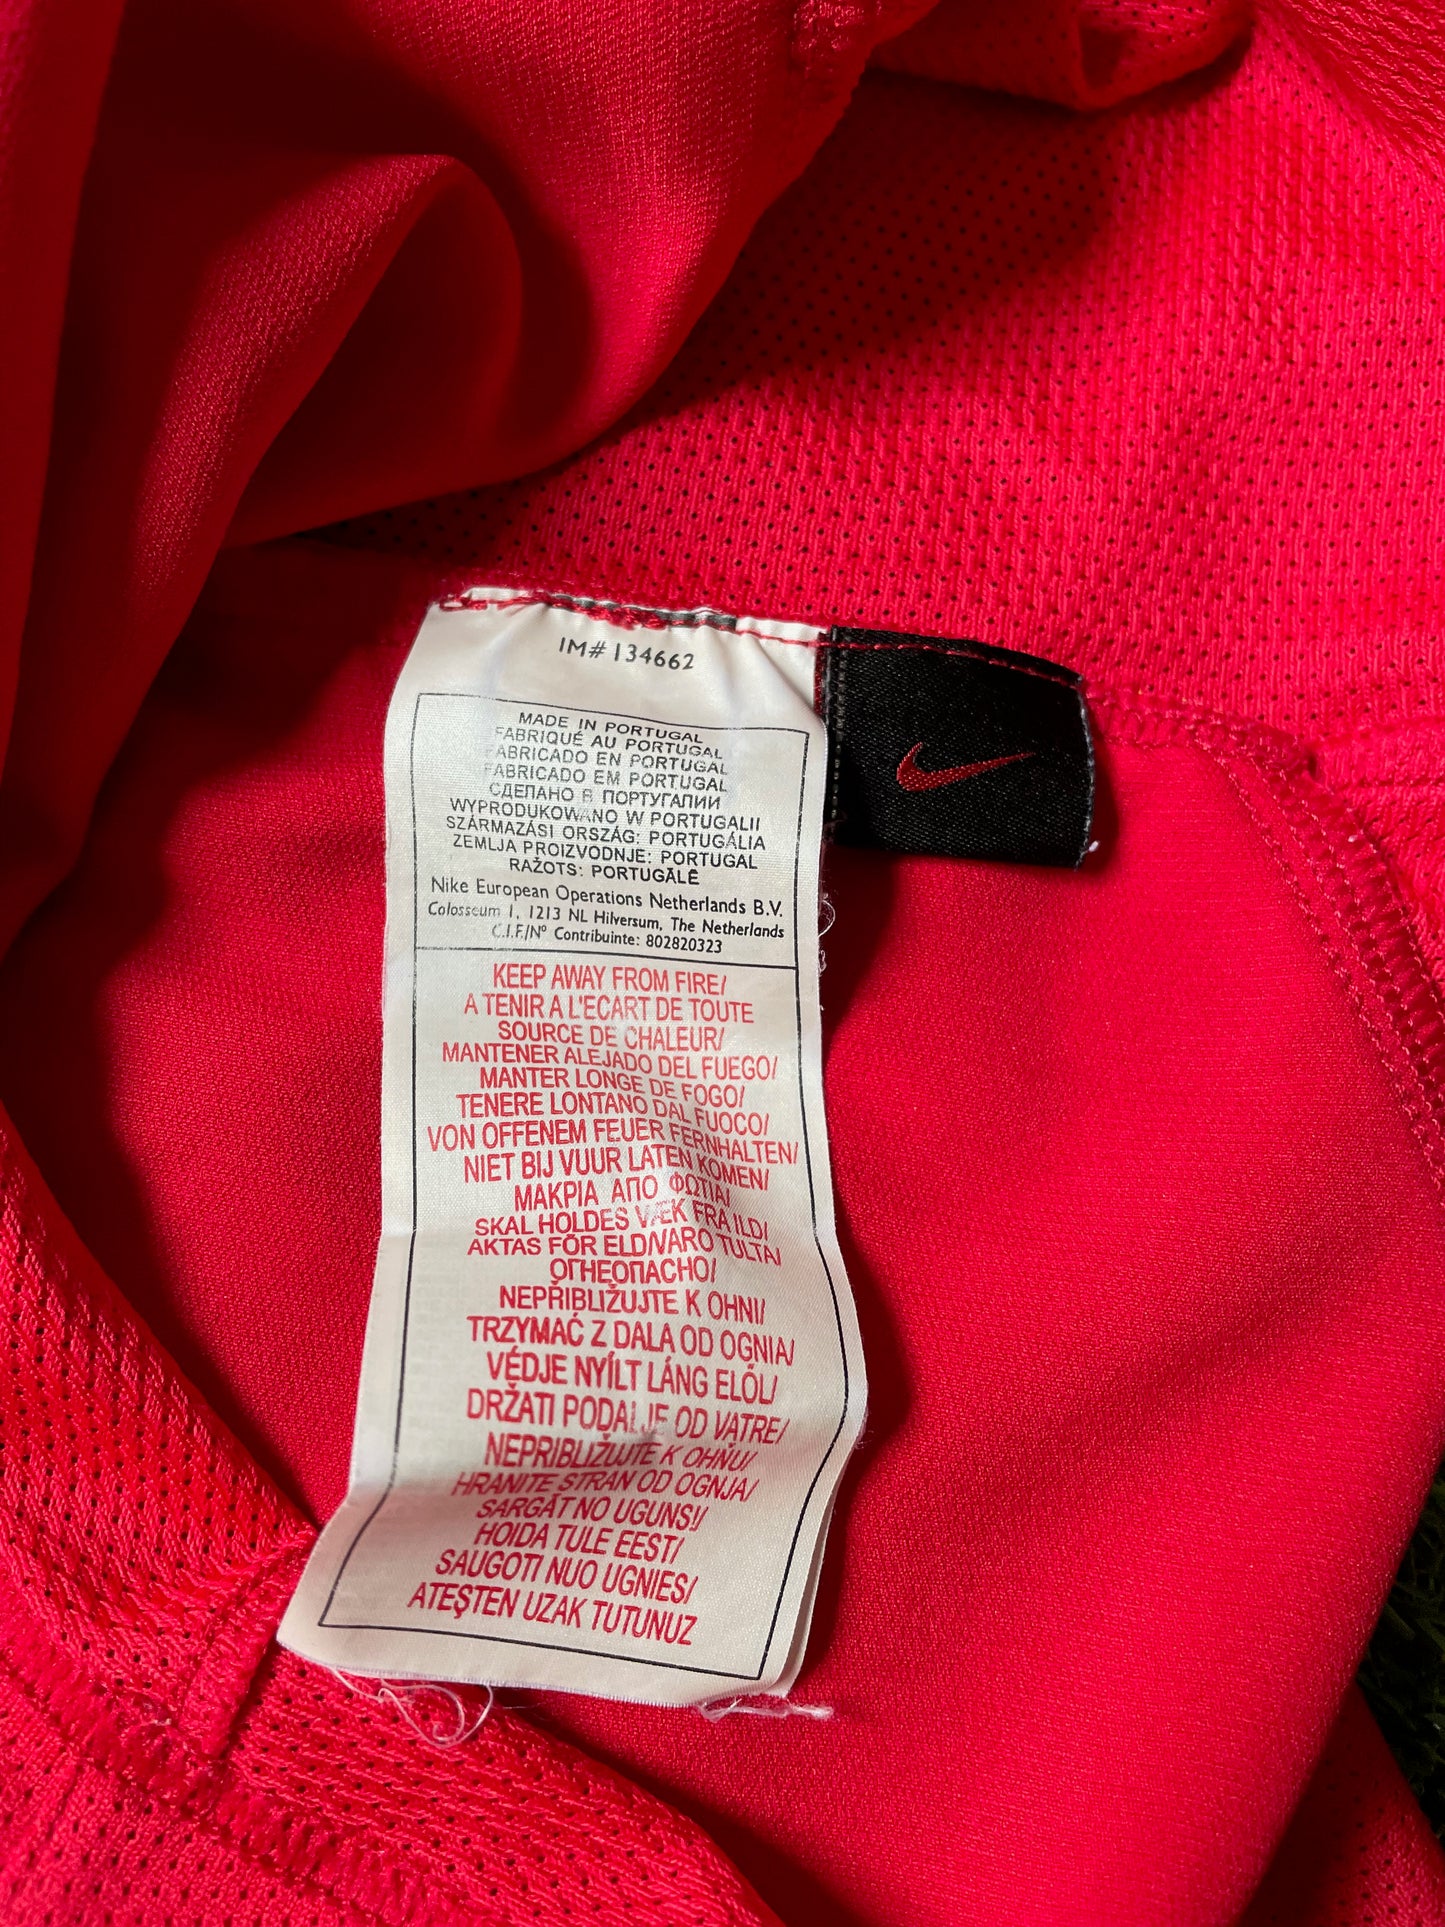 IM# 134662
MADE IN PORTUGAL
FABRIQUÉ AU PORTUGAL
FABRICADO EN PORTUGAL
FABRICADO EM PORTUGAL
СДЕЛАНО В ПОРТУГАЛИИ
WYPRODUKOWANO W PORTUGALII
SZÁRMAZÁSI ORSZÁG: PORTUGÁLIA
ZEMLJA PROIZVODNJE: PORTUGAL
RAŽOTS: PORTUGALĒ
Nike European Operations Netherlands B.V.
Colosseum 1, 1213 NL Hilversum, The Netherlands
C.I.F./Nº Contribuinte: 802820323
KEEP AWAY FROM FIRE/
A TENIR A L'ECART DE TOUTE
SOURCE DE CHALEUR/
MANTENER ALEJADO DEL FUEGO/
MANTER LONGE DE FOGO/
TENERE LONTANO DAL FUOCO/
VON OFFENEM FEUER FERNHALTEN/
NIET BIJ VUUR LATEN KOMEN/
ΜΑΚΡΙΑ ΑΠΟ ΦΩΤΙΑ/
SKAL HOLDES VÆK FRA ILD/
AKTAS FÖR ELD/VARO TULTA/
ОГНЕОПАСНО/
NEPŘIBLIŽUJTE K OHNI/
TRZYMAĆ Z DALA OD OGNIA/
VÉDJE NYÍLT LÁNG ELŐL/
DRŽATI PODALJE OD VATRE/
NEPRIBLIŽUJTE K OHŇU/
HRANITE STRAN OD OGNJA/
SARGĀT NO UGUNS!/
HOIDA TULE EEST/
SAUGOTI NUO UGNIES/
ATEŞTEN UZAK TUTUNUZ